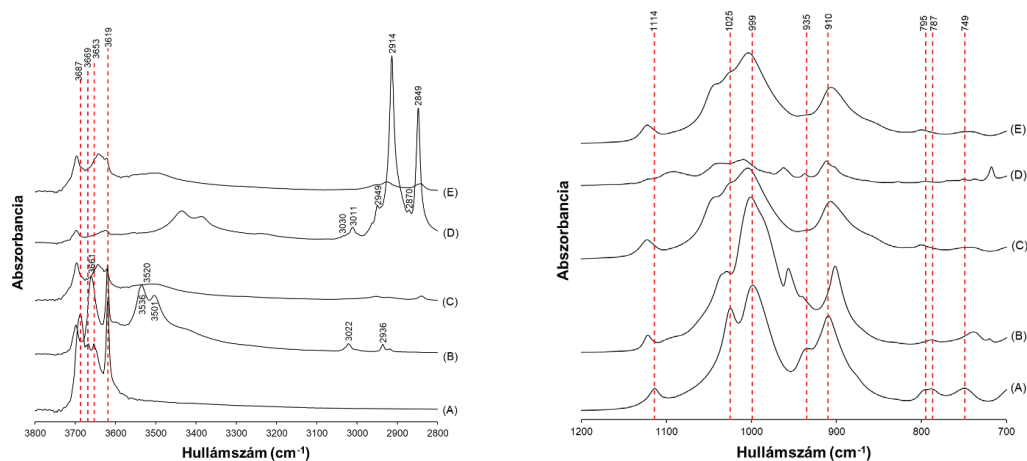 3687
3669
3653
3619
2914
2849
2949
2870
3030
3011
3661
3520
3536
3501
3022
2936
(E)
(D)
(C)
(B)
(A)
Abszorbancia
3800 3700 3600 3500 3400 3300 3200 3100 3000 2900 2800
Hullámszám (cm-1)
1114
1025
999
935
910
795
787
749
(E)
(D)
(C)
(B)
(A)
Abszorbancia
1200 1100 1000 900 800 700
Hullámszám (cm-1)